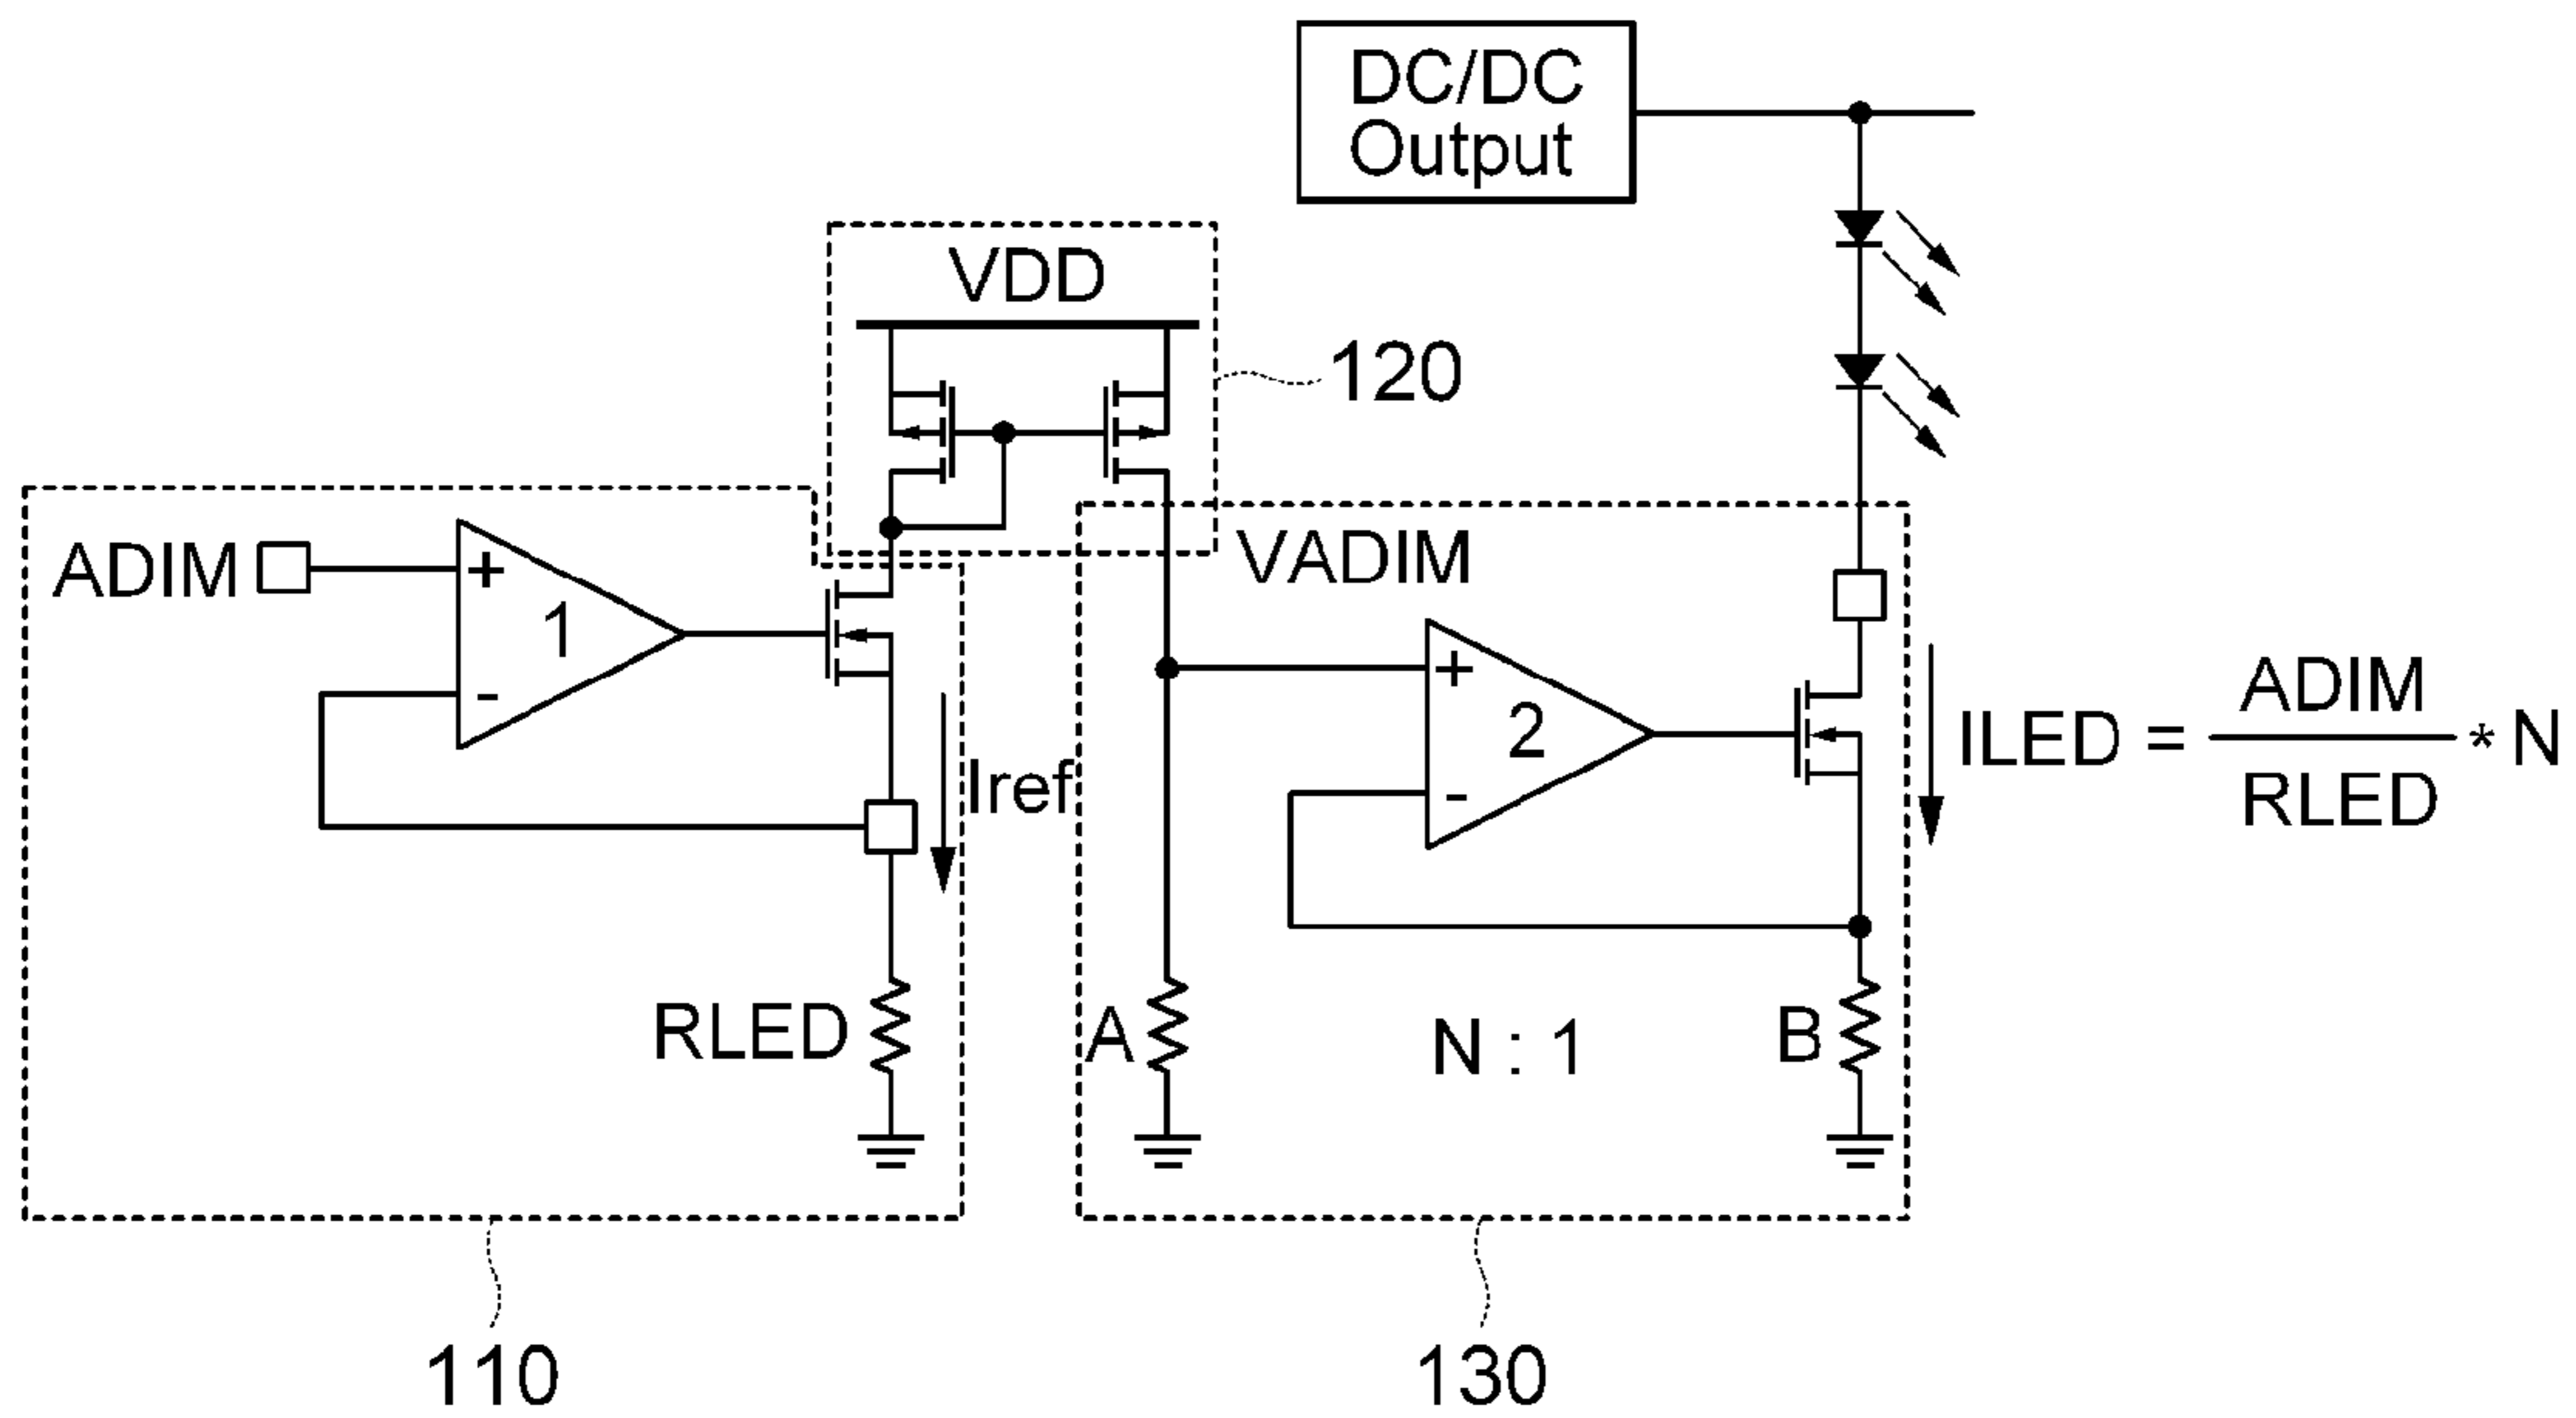 DC/DC
Output
VDD
120
ADIM
+
1
-
Iref
RLED
VADIM
+
2
-
A
N : 1
B
ILED = ADIM
RLED * N
110
130